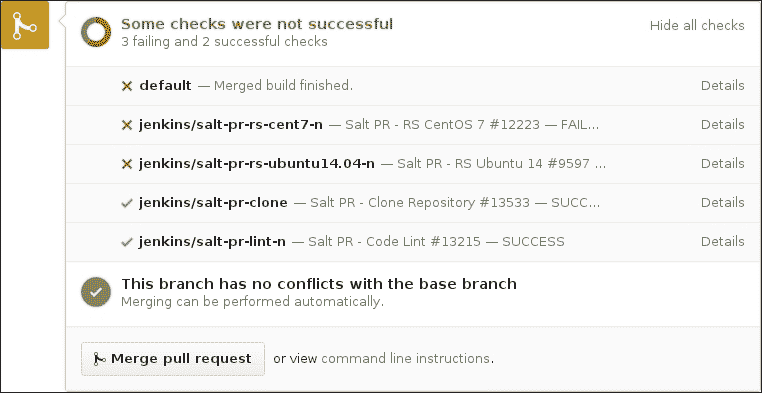 Some checks were not successful
Hide all checks
3 failing and 2 successful checks
default — Merged build finished. Details
jenkins/salt-pr-rs-cent7-n — Salt PR - RS CentOS 7 #12223 — FAIL... Details
jenkins/salt-pr-rs-ubuntu14.04-n — Salt PR - RS Ubuntu 14 #9597 ... Details
jenkins/salt-pr-clone — Salt PR - Clone Repository #13533 — SUCC... Details
jenkins/salt-pr-lint-n — Salt PR - Code Lint #13215 — SUCCESS Details
This branch has no conflicts with the base branch
Merging can be performed automatically.
Merge pull request or view command line instructions.